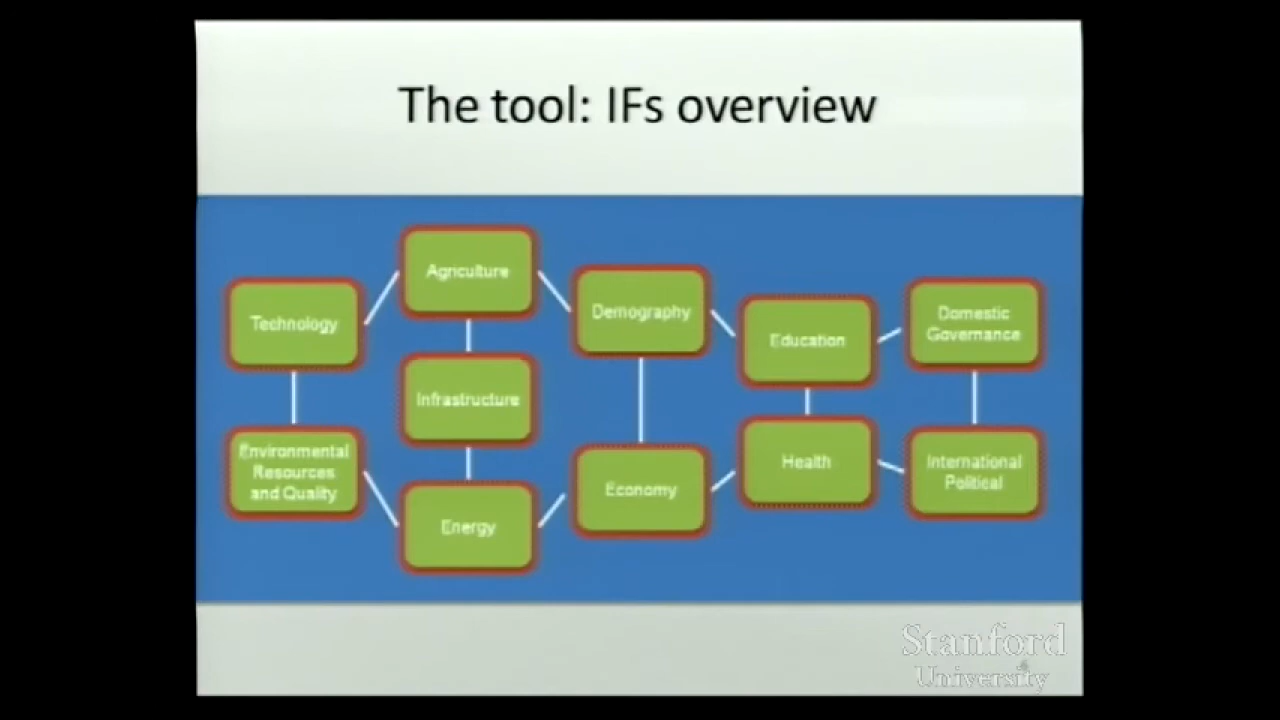 The tool: IFs overview
Agriculture
Technology
Demography
Education
Domestic
Governance
Infrastructure
Environmental
Resources
and Quality
Economy
Health
International
Political
Energy
Stanford
University